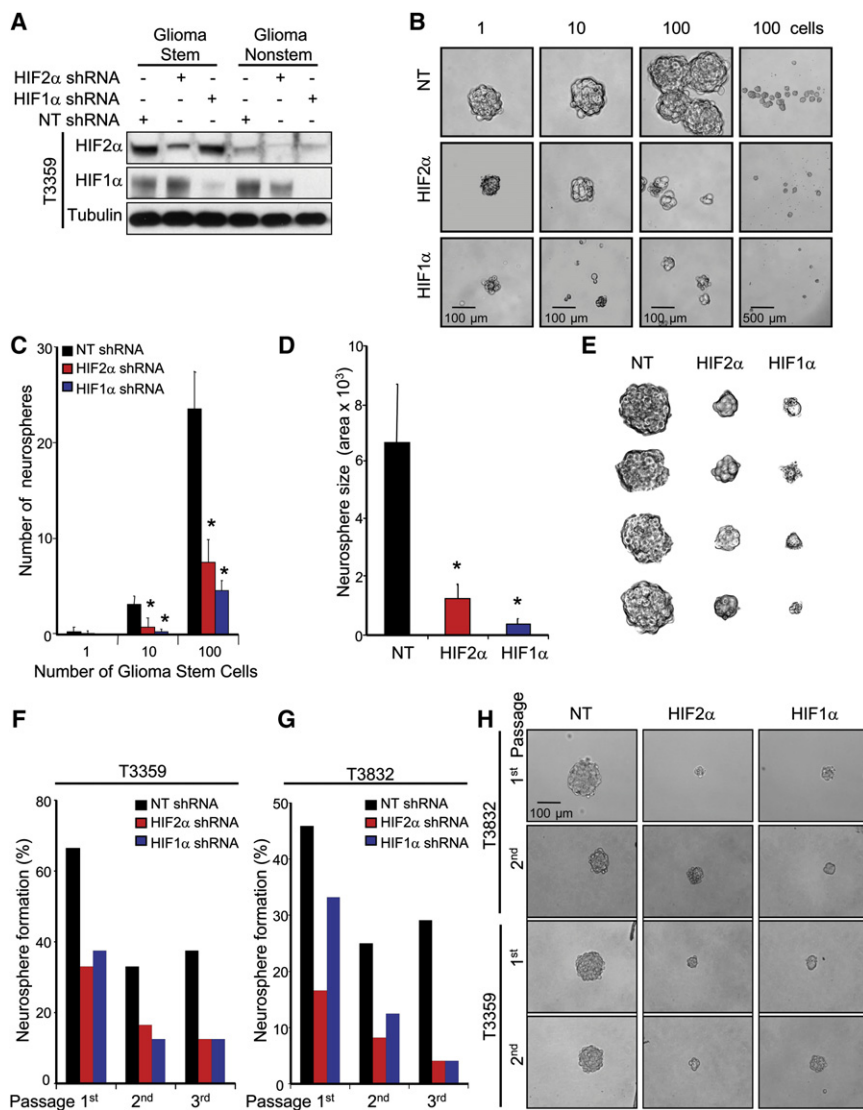 A
Glioma Stem
Glioma Nonstem
HIF2α shRNA - + - - + -
HIF1α shRNA - - + - - +
NT shRNA + - - + - -
T3359
HIF2α
HIF1α
Tubulin
B
1 10 100 100 cells
NT
HIF2α
HIF1α
100 µm
100 µm
100 µm
500 µm
C
NT shRNA
HIF2α shRNA
HIF1α shRNA
Number of neurospheres
30
20
10
0
* * * *
1 10 100
Number of Glioma Stem Cells
D
Neurosphere size (area x 10³)
10
8
6
4
2
0
* *
NT HIF2α HIF1α
E
NT HIF2α HIF1α
F
T3359
NT shRNA
HIF2α shRNA
HIF1α shRNA
Neurosphere formation (%)
80
60
40
20
0
Passage 1st 2nd 3rd
G
T3832
NT shRNA
HIF2α shRNA
HIF1α shRNA
Neurosphere formation (%)
50
40
30
20
10
0
Passage 1st 2nd 3rd
H
NT HIF2α HIF1α
Passage
T3832
1st
100 µm
2nd
T3359
1st
2nd